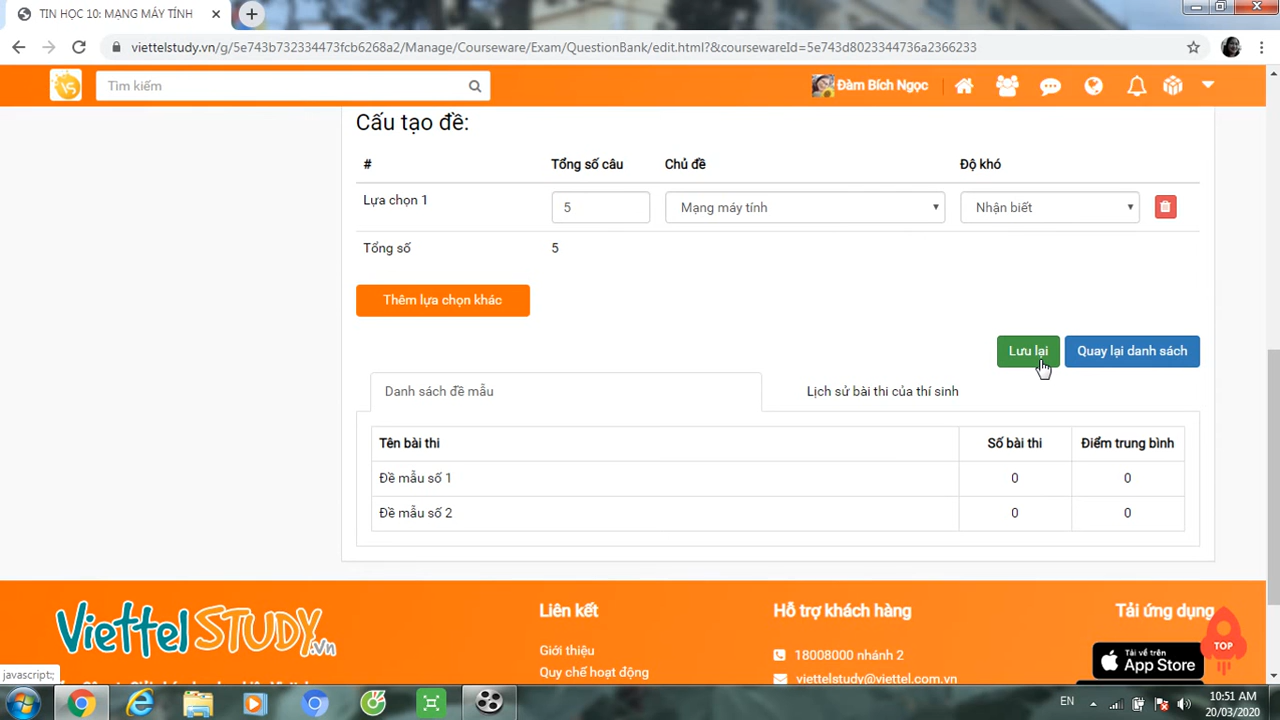 TIN HỌC 10: MẠNG MÁY TÍNH
viettelstudy.vn/g/5e743b732334473fcb6268a2/Manage/Courseware/Exam/QuestionBank/edit.html?&coursewareId=5e743d8023344736a2366233
VS
Tìm kiếm
Đàm Bích Ngọc
Cấu tạo đề:
# Tổng số câu Chủ đề Độ khó
Lựa chọn 1 5 Mạng máy tính Nhận biết
Tổng số 5
Thêm lựa chọn khác
Lưu lại Quay lại danh sách
Danh sách đề mẫu Lịch sử bài thi của thí sinh
Tên bài thi Số bài thi Điểm trung bình
Đề mẫu số 1 0 0
Đề mẫu số 2 0 0
Viettel STUDY.vn
Liên kết Hỗ trợ khách hàng Tải ứng dụng
Giới thiệu 18008000 nhánh 2
TOP
Tải về trên
App Store
Quy chế hoạt động viettelstudy@viettel.com.vn
javascript:;
EN 10:51 AM
20/03/2020